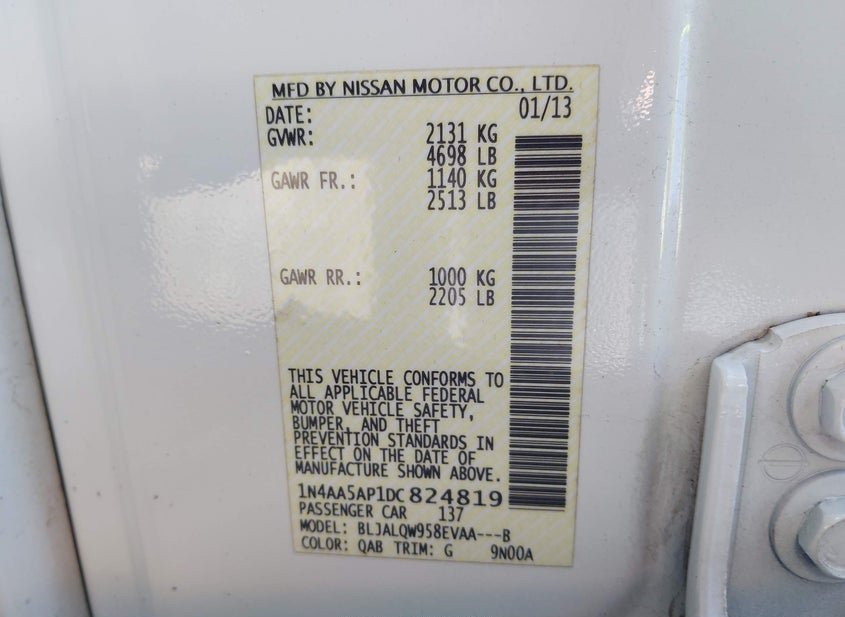 MFD BY NISSAN MOTOR CO., LTD.
DATE: 01/13
GVWR: 2131 KG
4698 LB
GAWR FR.: 1140 KG
2513 LB
GAWR RR.: 1000 KG
2205 LB
THIS VEHICLE CONFORMS TO
ALL APPLICABLE FEDERAL
MOTOR VEHICLE SAFETY,
BUMPER, AND THEFT
PREVENTION STANDARDS IN
EFFECT ON THE DATE OF
MANUFACTURE SHOWN ABOVE.
1N4AA5AP1DC824819
PASSENGER CAR 137
MODEL: BLJALQW958EVAA---B
COLOR: QAB TRIM: G 9N00A